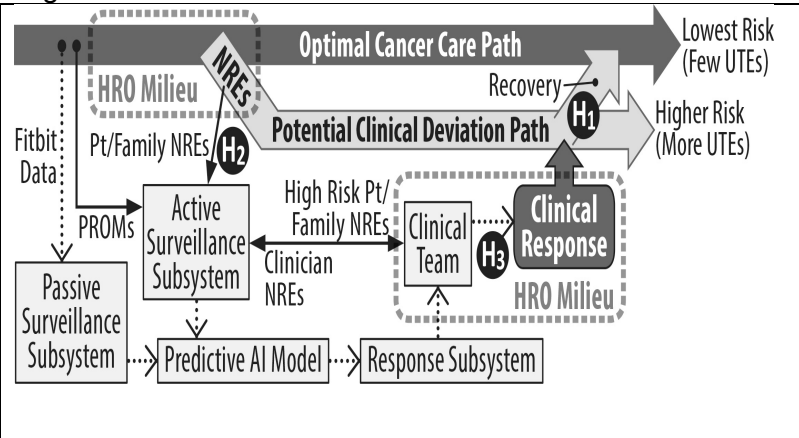 Optimal Cancer Care Path
Lowest Risk
(Few UTEs)
NREs
HRO Milieu
Recovery
Higher Risk
(More UTEs)
H1
Potential Clinical Deviation Path
Fitbit
Data
Pt/Family NREs
H2
PROMs
Active
Surveillance
Subsystem
High Risk Pt/
Family NREs
Clinician
NREs
Clinical
Team
H3
Clinical
Response
HRO Milieu
Passive
Surveillance
Subsystem
Predictive AI Model
Response Subsystem